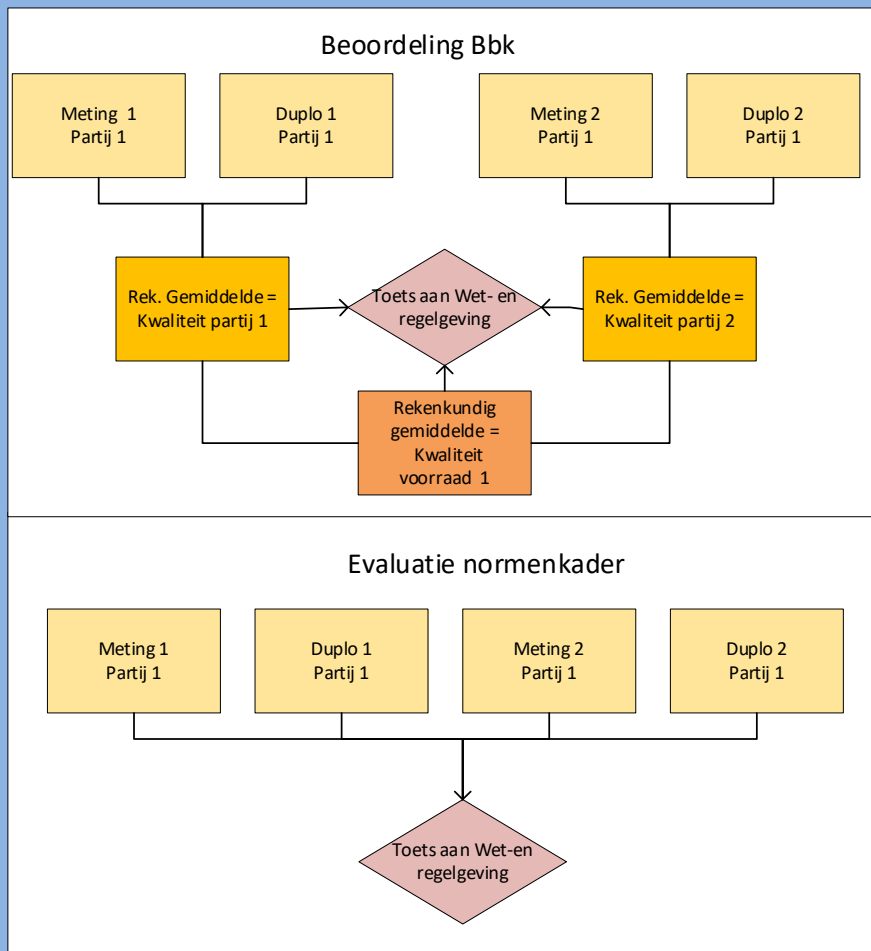 Beoordeling Bbk
Meting 1
Partij 1
Duplo 1
Partij 1
Meting 2
Partij 1
Duplo 2
Partij 1
Rek. Gemiddelde =
Kwaliteit partij 1
Toets aan Wet- en
regelgeving
Rek. Gemiddelde =
Kwaliteit partij 2
Rekenkundig
gemiddelde =
Kwaliteit
voorraad 1
Evaluatie normenkader
Meting 1
Partij 1
Duplo 1
Partij 1
Meting 2
Partij 1
Duplo 2
Partij 1
Toets aan Wet-en
regelgeving